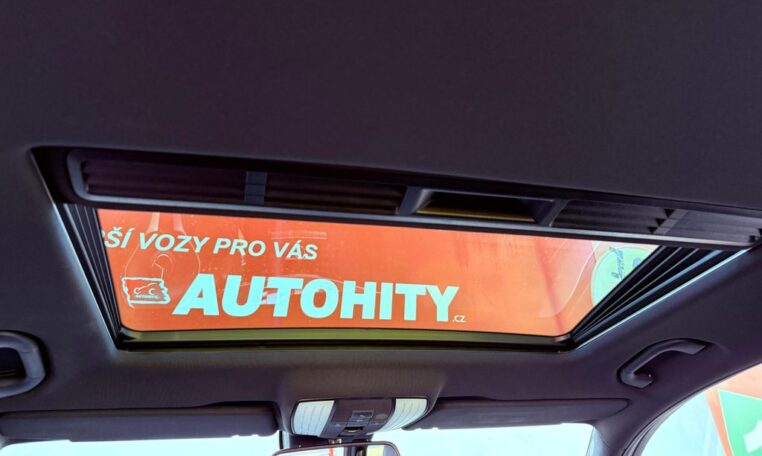 ŠÍ VOZY PRO VÁS
AUTOHITY.cz